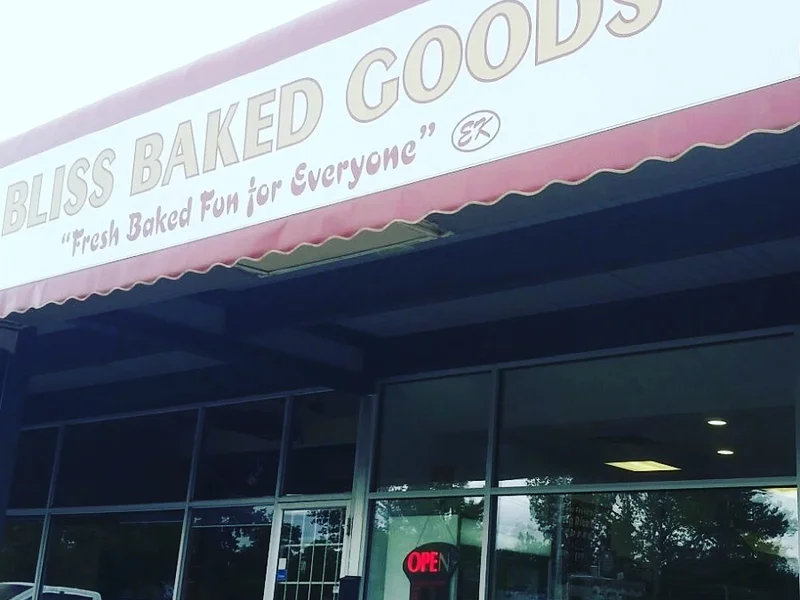 BLISS BAKED GOODS
"Fresh Baked Fun for Everyone" EK
OPEN